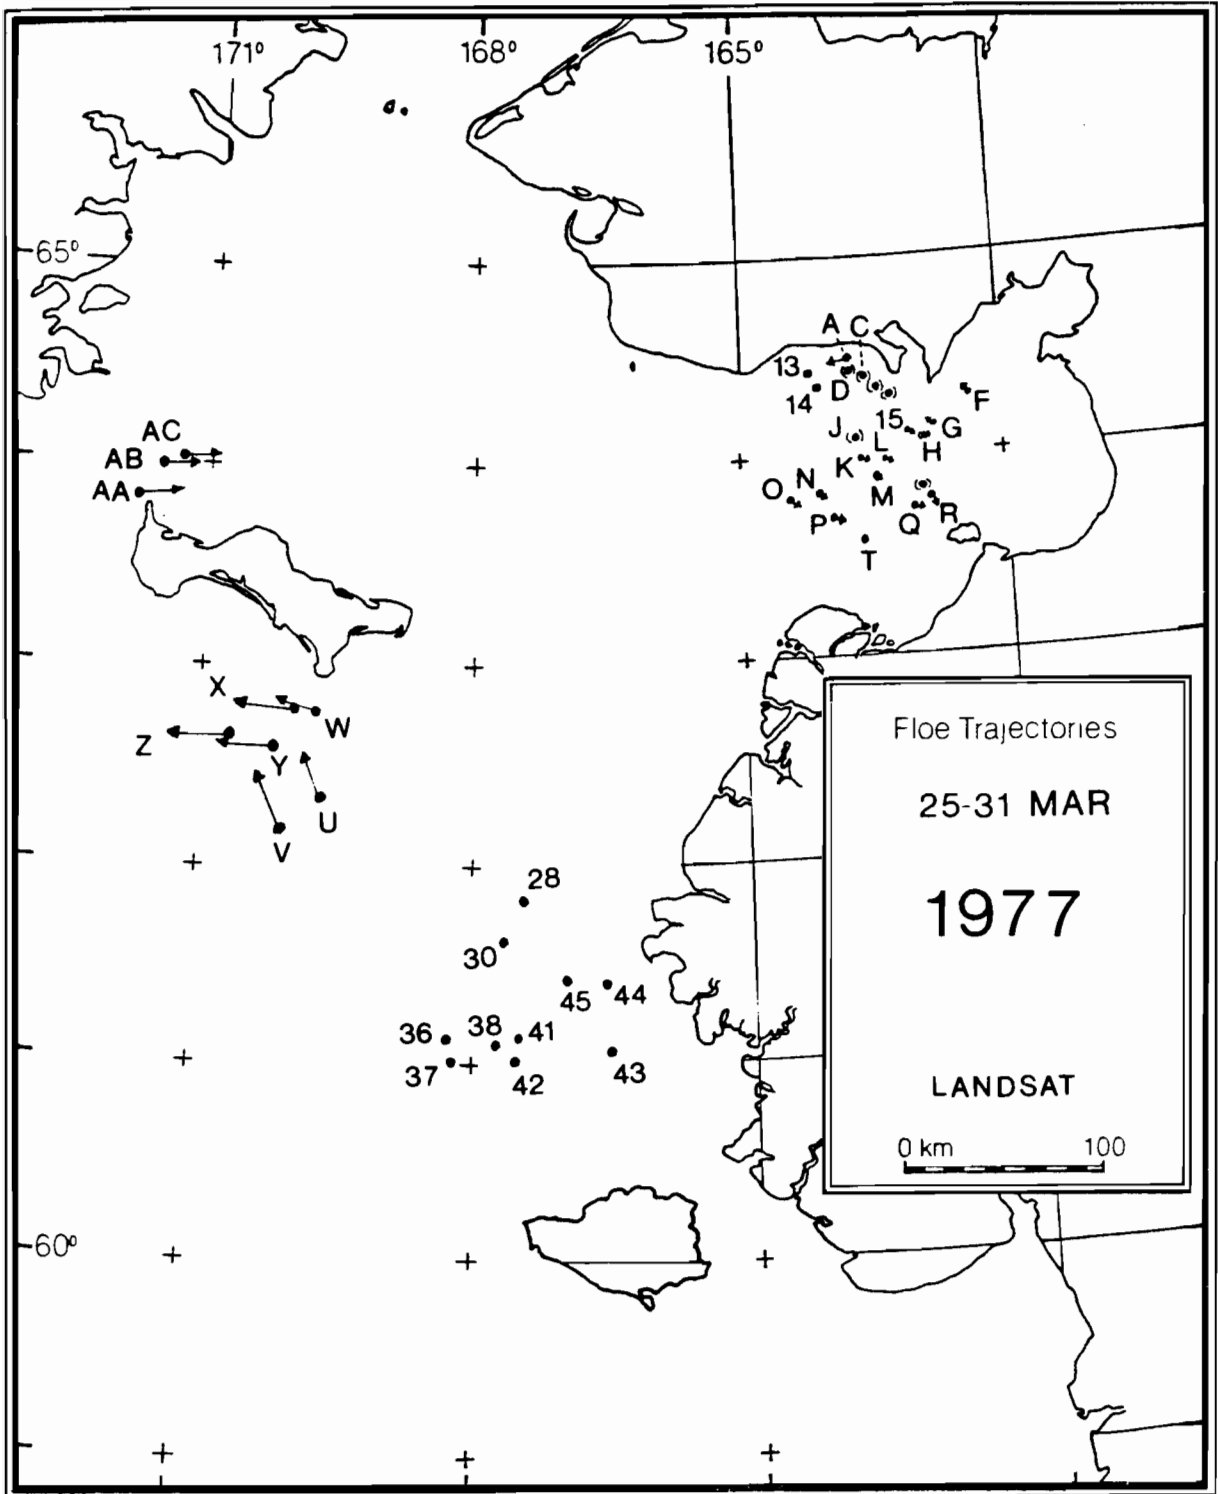 171° 168° 165°
65°
A C
13
D
14
F
15
G
J
L
H
AC
AB
K
AA
O N
M
R
P
Q
T
X
W
Z
Y
U
V
Floe Trajectories
25-31 MAR
1977
28
30
45 44
36 38 41
37 42 43
LANDSAT
0 km 100
60°